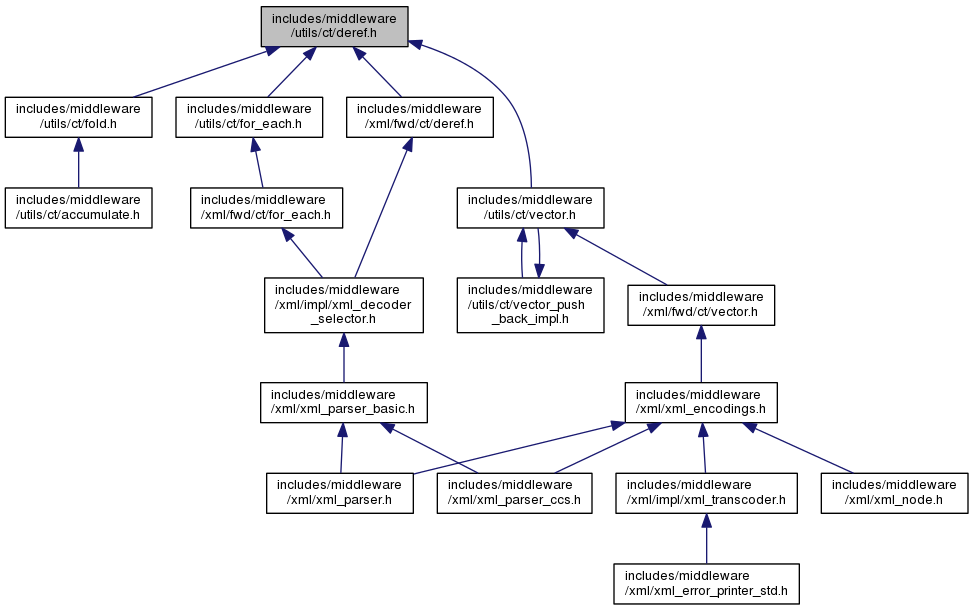 includes/middleware
/utils/ct/deref.h
includes/middleware
/utils/ct/fold.h
includes/middleware
/utils/ct/for_each.h
includes/middleware
/xml/fwd/ct/deref.h
includes/middleware
/utils/ct/accumulate.h
includes/middleware
/xml/fwd/ct/for_each.h
includes/middleware
/utils/ct/vector.h
includes/middleware
/xml/impl/xml_decoder
_selector.h
includes/middleware
/utils/ct/vector_push
_back_impl.h
includes/middleware
/xml/fwd/ct/vector.h
includes/middleware
/xml/xml_parser_basic.h
includes/middleware
/xml/xml_encodings.h
includes/middleware
/xml/xml_parser.h
includes/middleware
/xml/xml_parser_ccs.h
includes/middleware
/xml/impl/xml_transcoder.h
includes/middleware
/xml/xml_node.h
includes/middleware
/xml/xml_error_printer_std.h